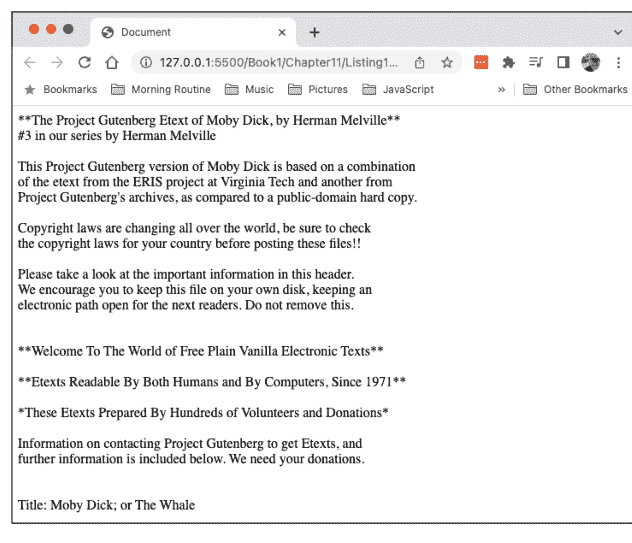 Document
127.0.0.1:5500/Book1/Chapter11/Listing1...
Bookmarks Morning Routine Music Pictures JavaScript » Other Bookmarks
**The Project Gutenberg Etext of Moby Dick, by Herman Melville**
#3 in our series by Herman Melville
This Project Gutenberg version of Moby Dick is based on a combination
of the etext from the ERIS project at Virginia Tech and another from
Project Gutenberg's archives, as compared to a public-domain hard copy.
Copyright laws are changing all over the world, be sure to check
the copyright laws for your country before posting these files!!
Please take a look at the important information in this header.
We encourage you to keep this file on your own disk, keeping an
electronic path open for the next readers. Do not remove this.
**Welcome To The World of Free Plain Vanilla Electronic Texts**
**Etexts Readable By Both Humans and By Computers, Since 1971**
*These Etexts Prepared By Hundreds of Volunteers and Donations*
Information on contacting Project Gutenberg to get Etexts, and
further information is included below. We need your donations.
Title: Moby Dick; or The Whale